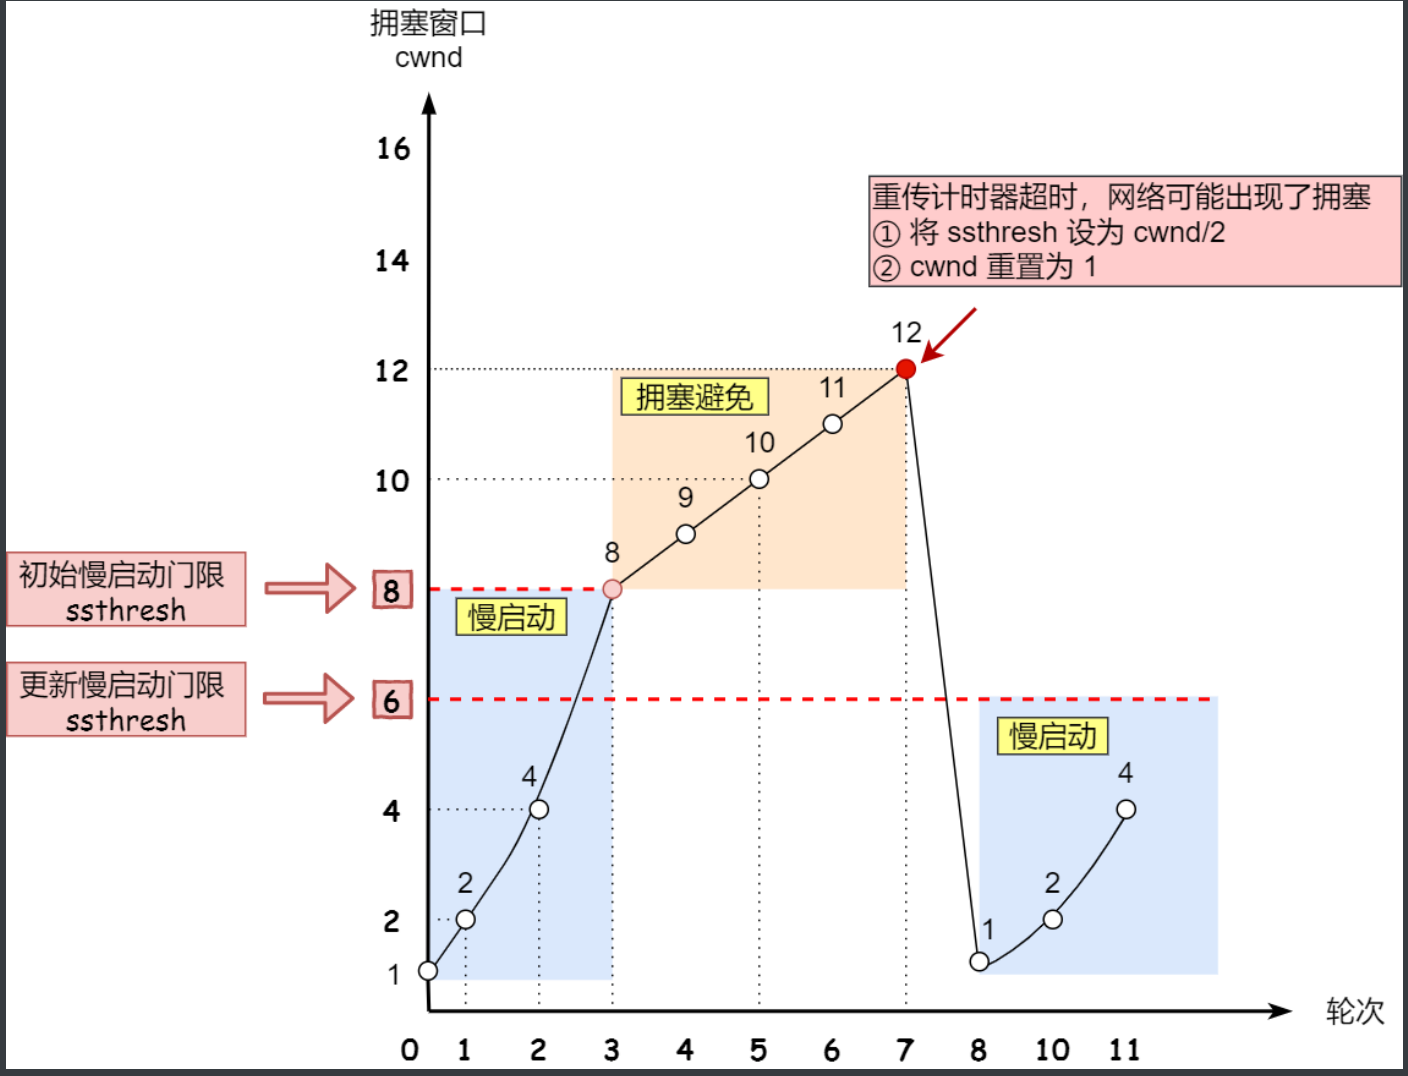 拥塞窗口
cwnd
16
14
重传计时器超时，网络可能出现了拥塞
① 将 ssthresh 设为 cwnd/2
② cwnd 重置为 1
12
12
拥塞避免
11
10
10
9
8
初始慢启动门限
ssthresh
8
慢启动
更新慢启动门限
ssthresh
6
慢启动
4
4
4
2
2
2
1
1
轮次
0 1 2 3 4 5 6 7 8 10 11